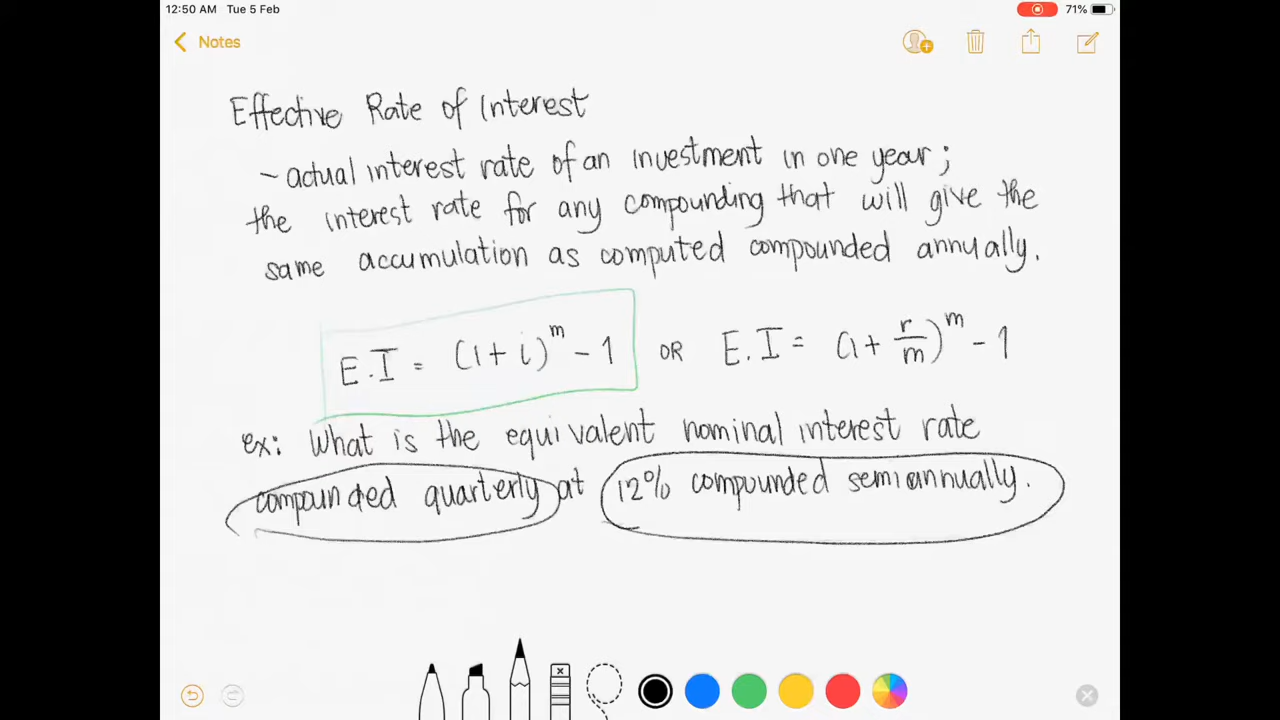 12:50 AM Tue 5 Feb
71%
Notes
Effective Rate of Interest
~ actual interest rate of an investment in one year;
the interest rate for any compounding that will give the
same accumulation as computed compounded annually.
E.I = (1 + i)^m - 1 OR E.I = (1 + r/m)^m - 1
ex: What is the equivalent nominal interest rate
compounded quarterly at 12% compounded semiannually.